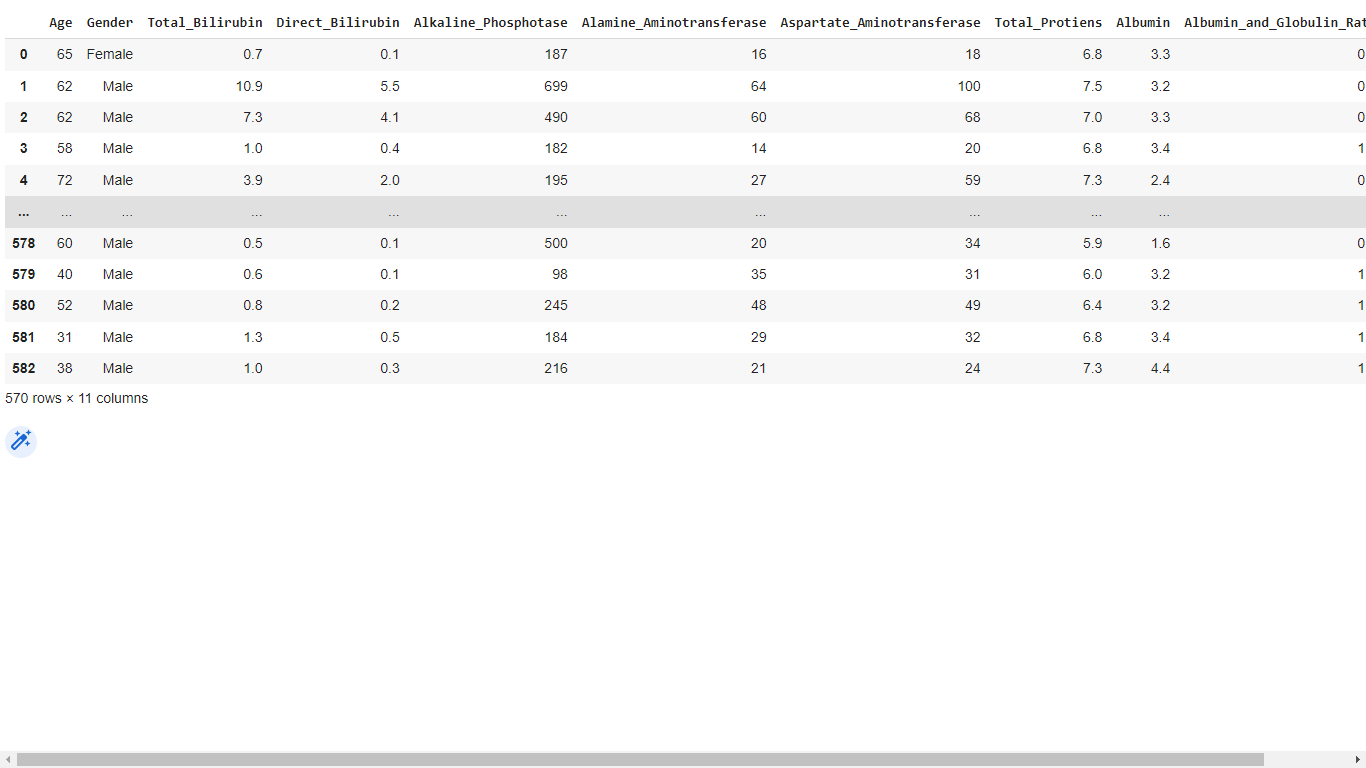 Age Gender Total_Bilirubin Direct_Bilirubin Alkaline_Phosphotase Alamine_Aminotransferase Aspartate_Aminotransferase Total_Protiens Albumin Albumin_and_Globulin_Rat
0 65 Female 0.7 0.1 187 16 18 6.8 3.3 0
1 62 Male 10.9 5.5 699 64 100 7.5 3.2 0
2 62 Male 7.3 4.1 490 60 68 7.0 3.3 0
3 58 Male 1.0 0.4 182 14 20 6.8 3.4 1
4 72 Male 3.9 2.0 195 27 59 7.3 2.4 0
... ... ... ... ... ... ... ... ... ...
578 60 Male 0.5 0.1 500 20 34 5.9 1.6 0
579 40 Male 0.6 0.1 98 35 31 6.0 3.2 1
580 52 Male 0.8 0.2 245 48 49 6.4 3.2 1
581 31 Male 1.3 0.5 184 29 32 6.8 3.4 1
582 38 Male 1.0 0.3 216 21 24 7.3 4.4 1
570 rows × 11 columns